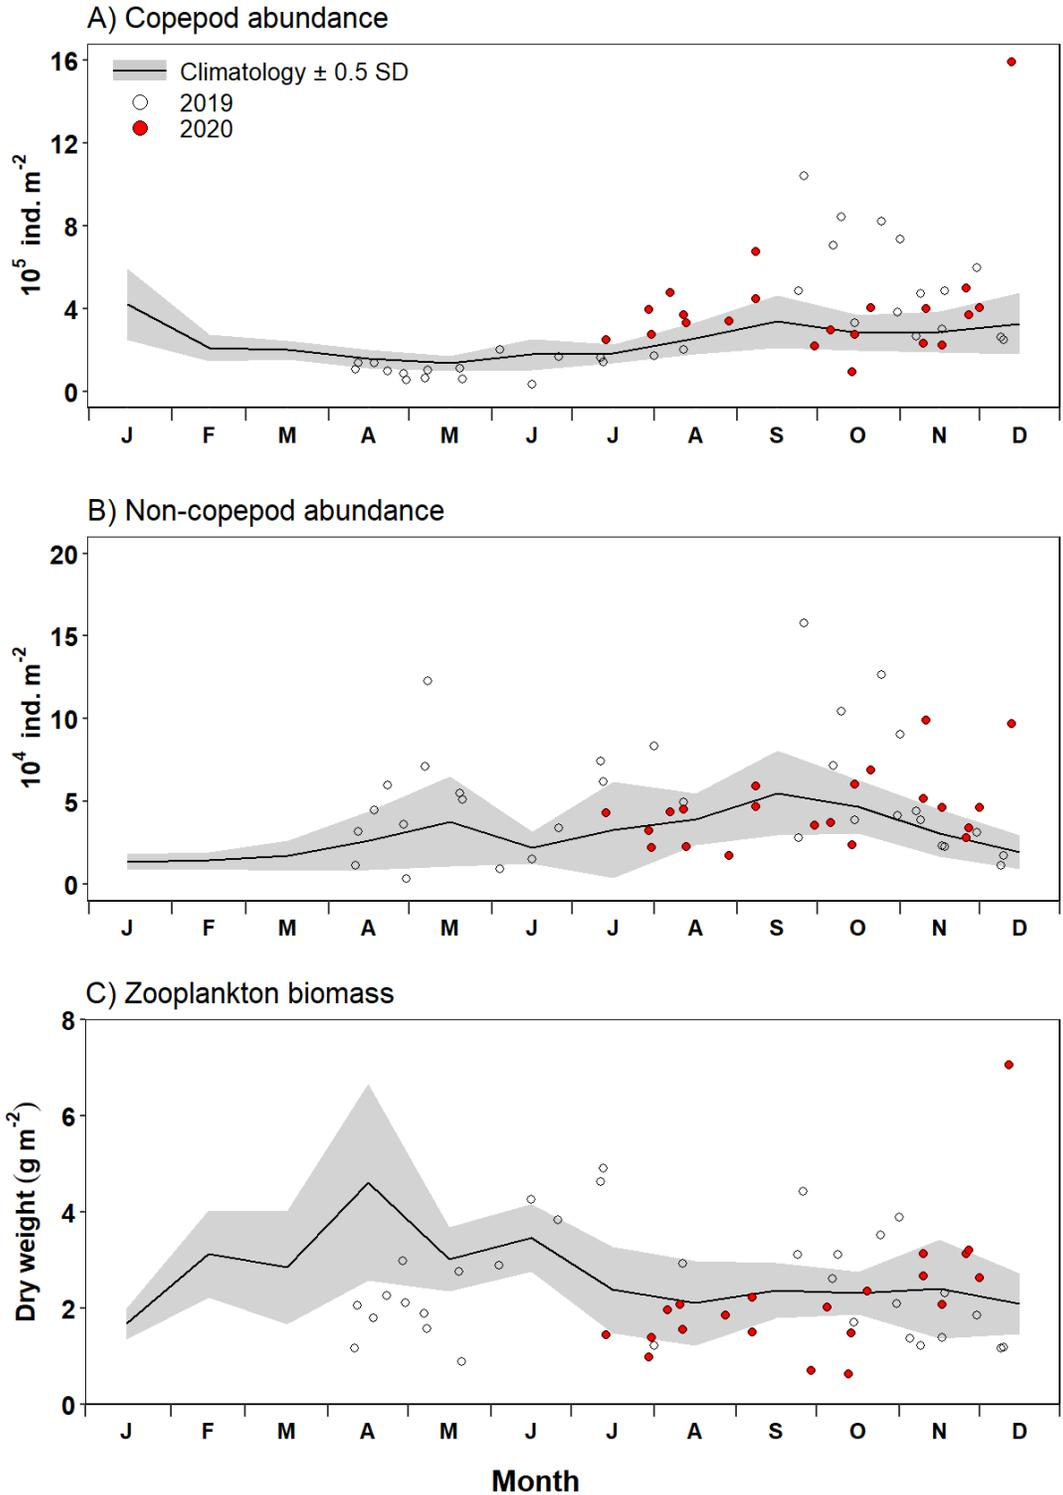 A) Copepod abundance
10⁵ ind. m⁻²
16
12
8
4
0
Climatology ± 0.5 SD
2019
2020
J F M A M J J A S O N D
B) Non-copepod abundance
10⁴ ind. m⁻²
20
15
10
5
0
J F M A M J J A S O N D
C) Zooplankton biomass
Dry weight (g m⁻²)
8
6
4
2
0
J F M A M J J A S O N D
Month